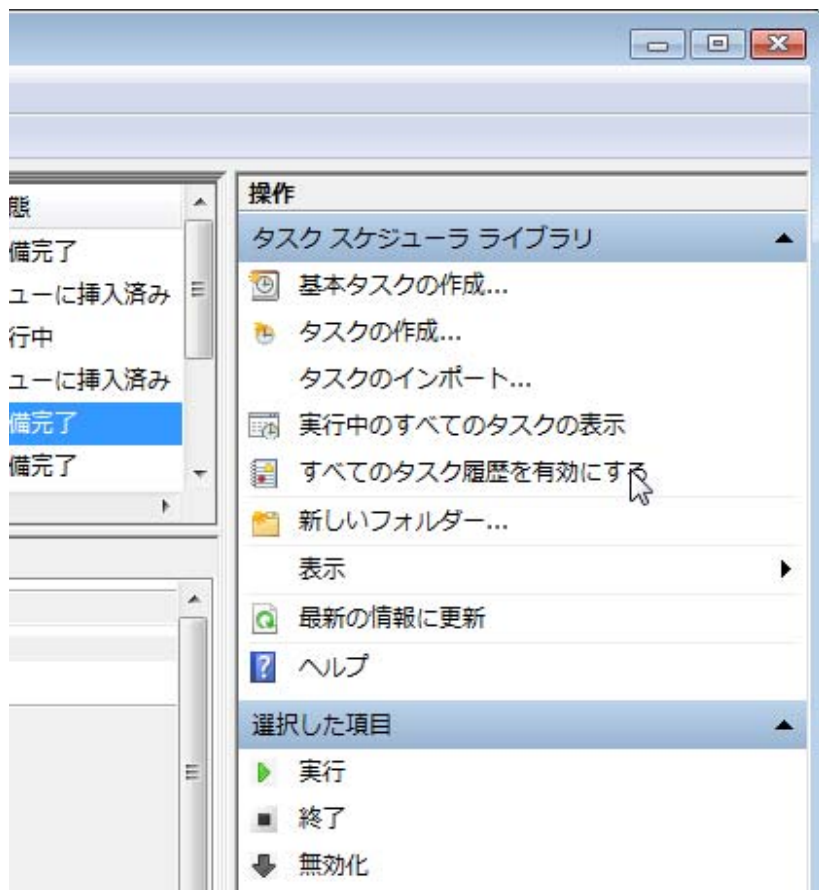 態
備完了
ューに挿入済み
行中
ューに挿入済み
備完了
備完了
操作
タスク スケジューラ ライブラリ
基本タスクの作成...
タスクの作成...
タスクのインポート...
実行中のすべてのタスクの表示
すべてのタスク履歴を有効にする
新しいフォルダー...
表示
最新の情報に更新
ヘルプ
選択した項目
実行
終了
無効化